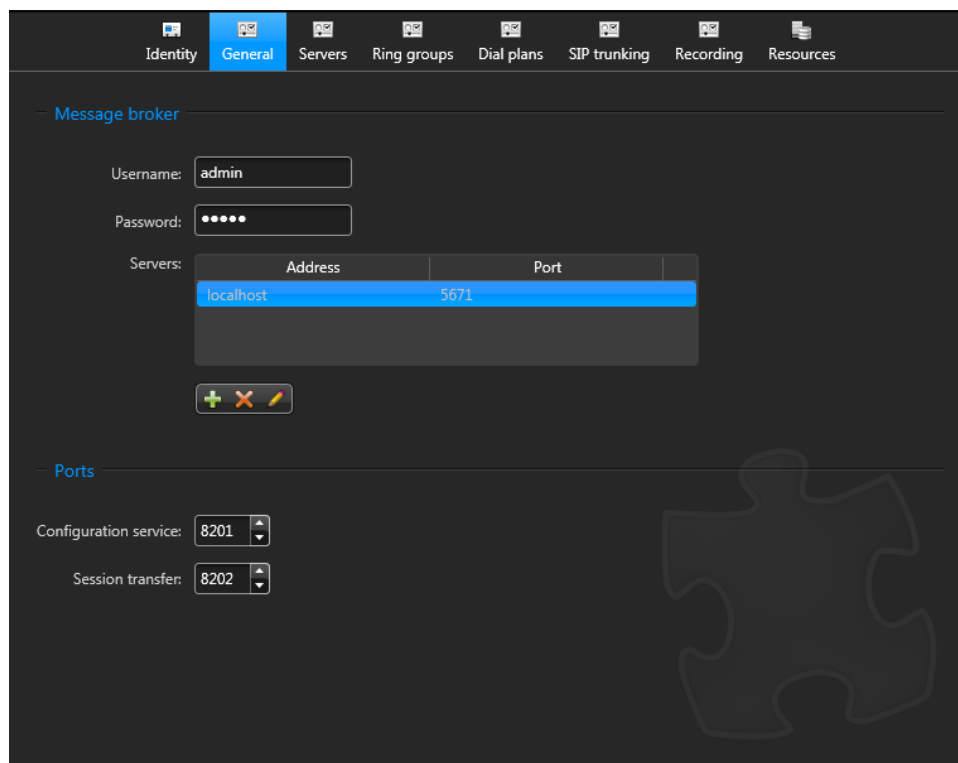 Identity General Servers Ring groups Dial plans SIP trunking Recording Resources
Message broker
Username: admin
Password: •••••
Servers: Address Port
localhost 5671
Ports
Configuration service: 8201
Session transfer: 8202